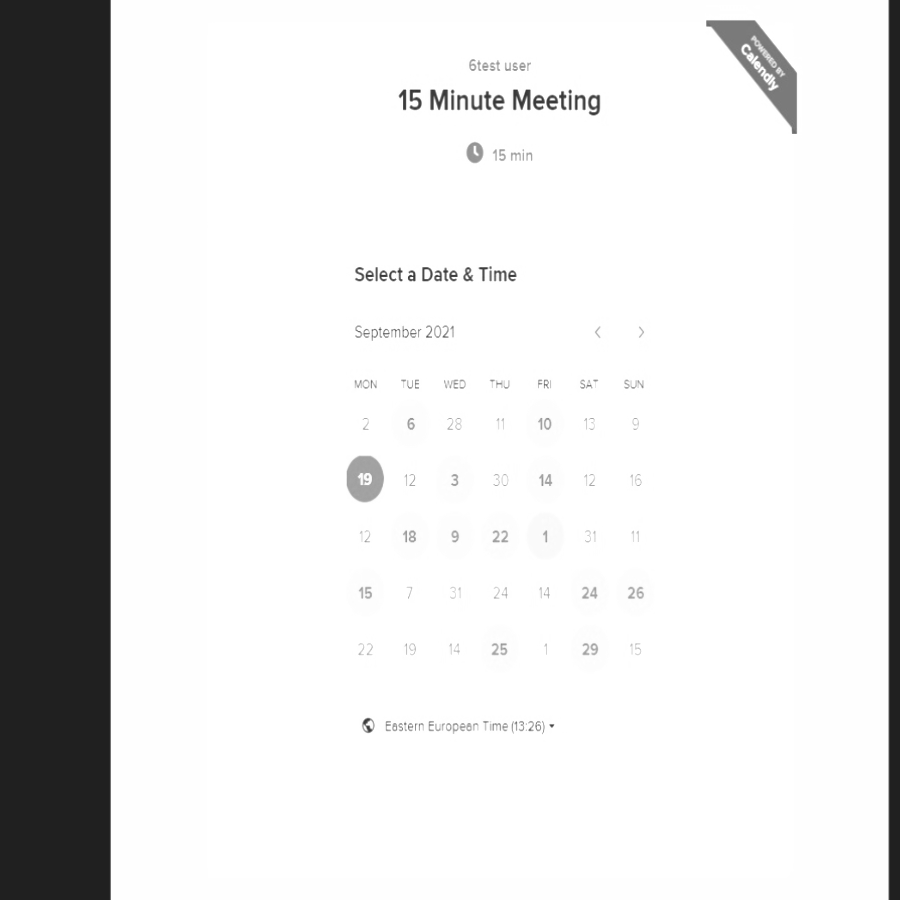 POWERED BY
Calendly
6test user
15 Minute Meeting
15 min
Select a Date & Time
September 2021
MON TUE WED THU FRI SAT SUN
2 6 28 11 10 13 9
19 12 3 30 14 12 16
12 18 9 22 1 31 11
15 7 31 24 14 24 26
22 19 14 25 1 29 15
Eastern European Time (13:26)